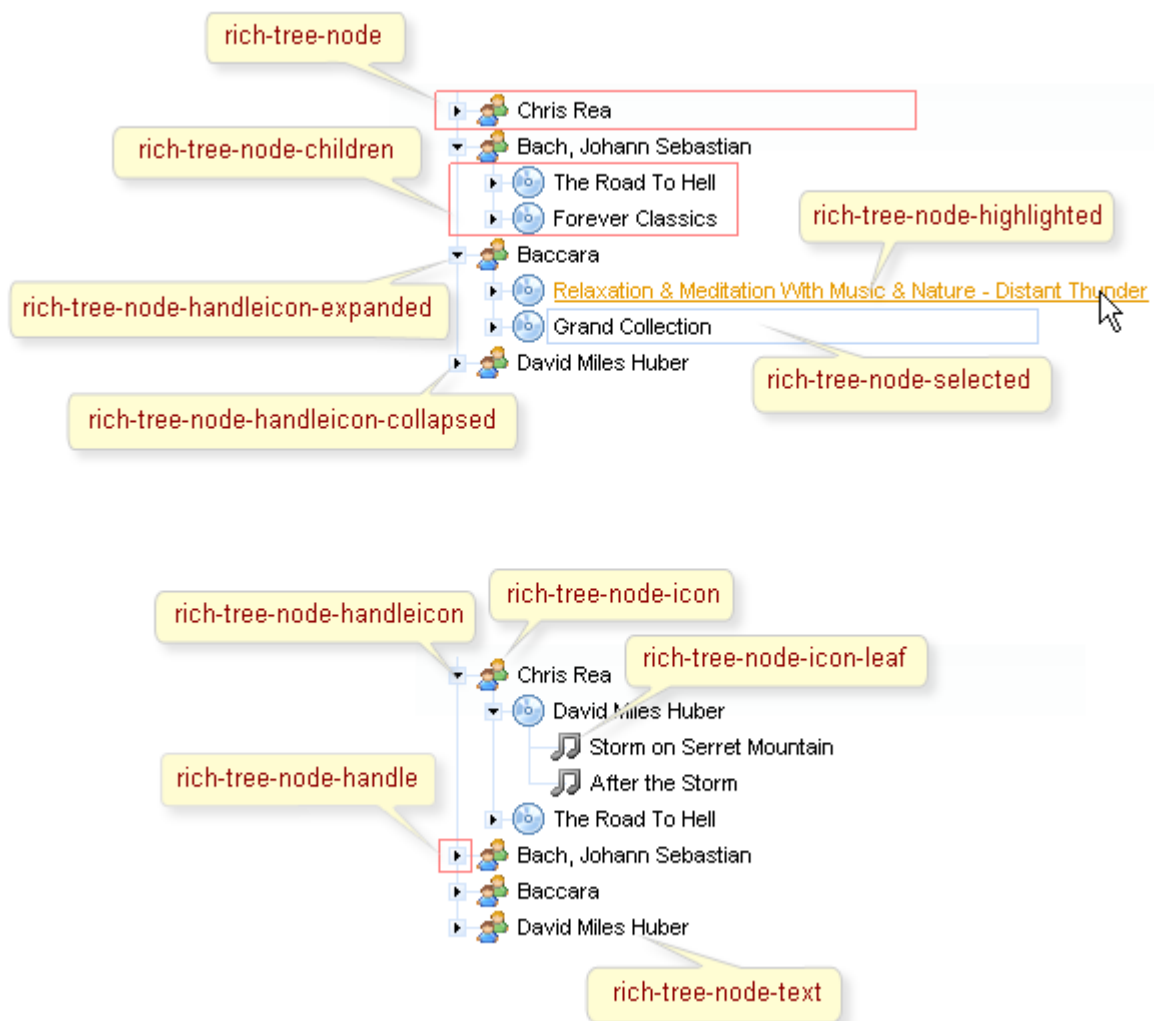 rich-tree-node
Chris Rea
rich-tree-node-children
Bach, Johann Sebastian
The Road To Hell
Forever Classics
rich-tree-node-highlighted
Baccara
rich-tree-node-handleicon-expanded
Relaxation & Meditation With Music & Nature - Distant Thunder
Grand Collection
David Miles Huber
rich-tree-node-selected
rich-tree-node-handleicon-collapsed
rich-tree-node-handleicon
rich-tree-node-icon
rich-tree-node-icon-leaf
Chris Rea
David Miles Huber
Storm on Serret Mountain
rich-tree-node-handle
After the Storm
The Road To Hell
Bach, Johann Sebastian
Baccara
David Miles Huber
rich-tree-node-text